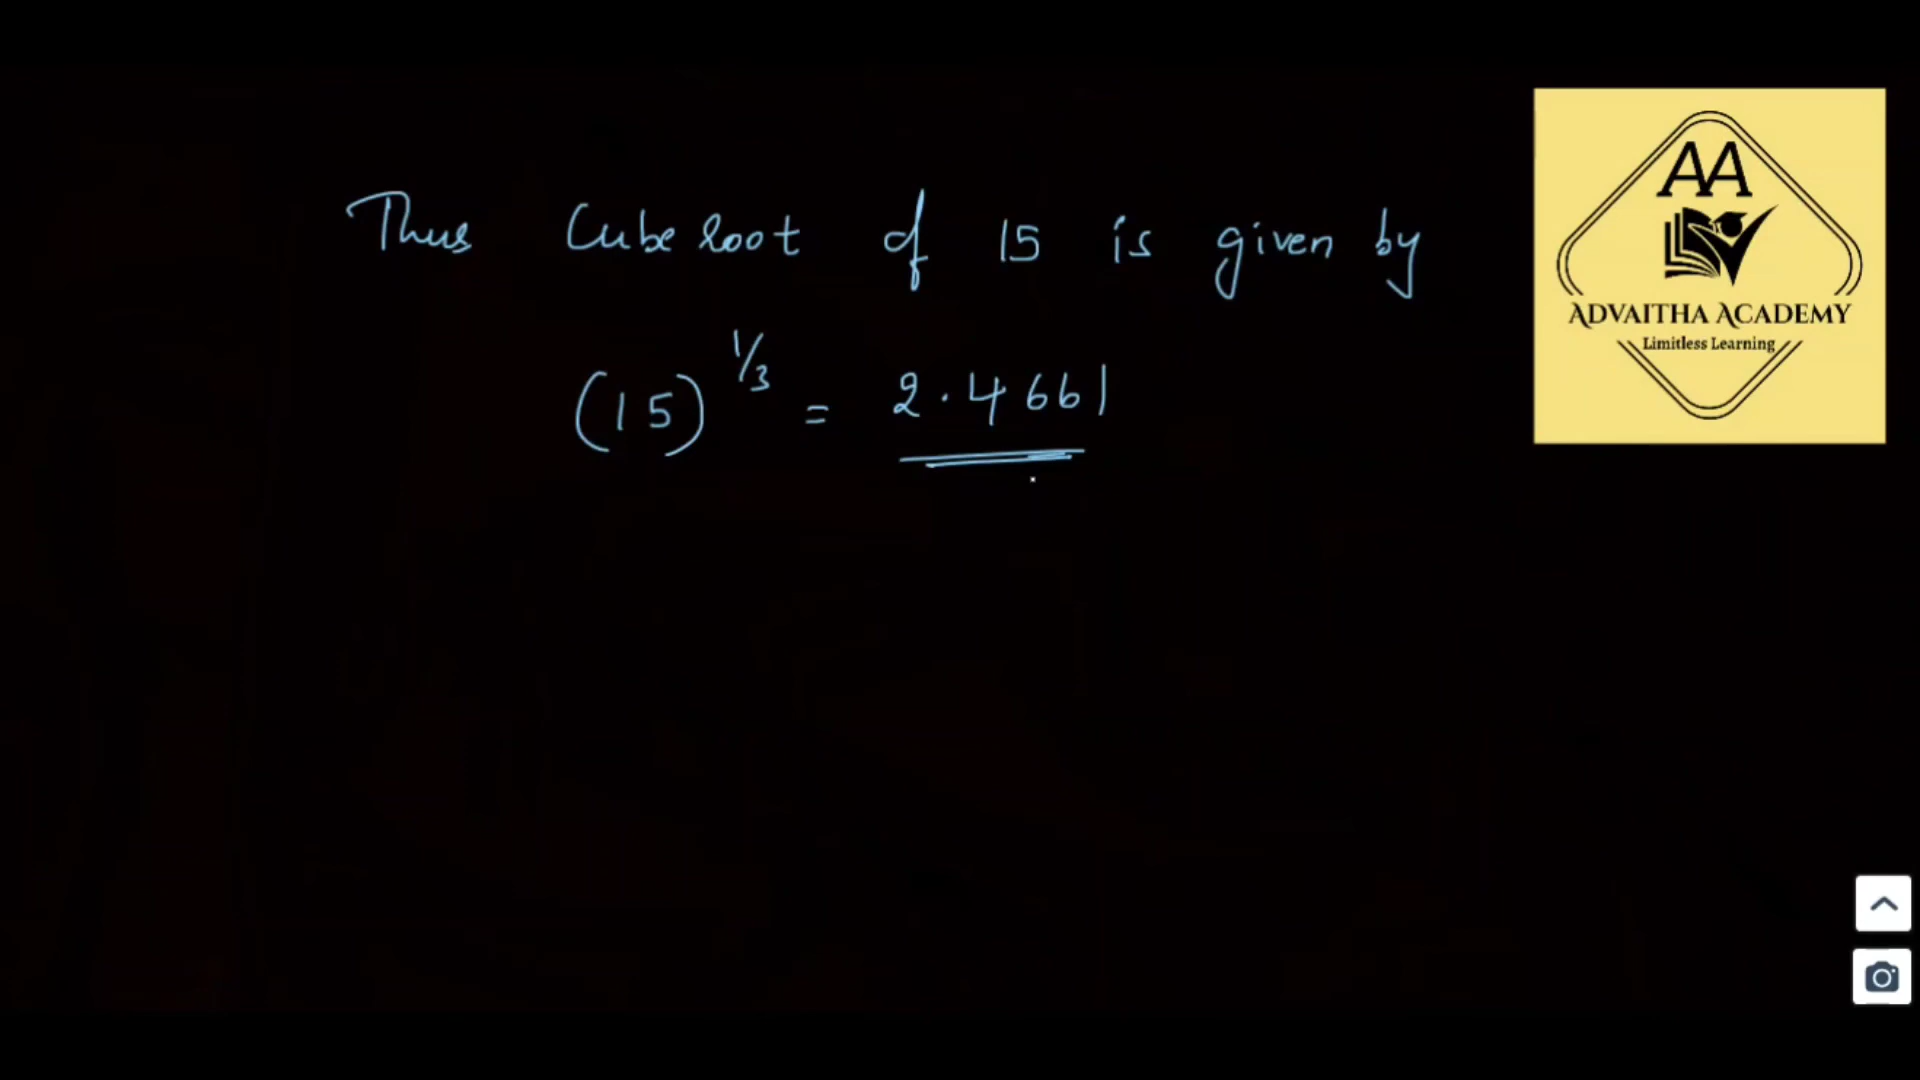 Thus Cube root of 15 is given by
(15)^1/3 = 2.4661
AA
ADVAITHA ACADEMY
Limitless Learning